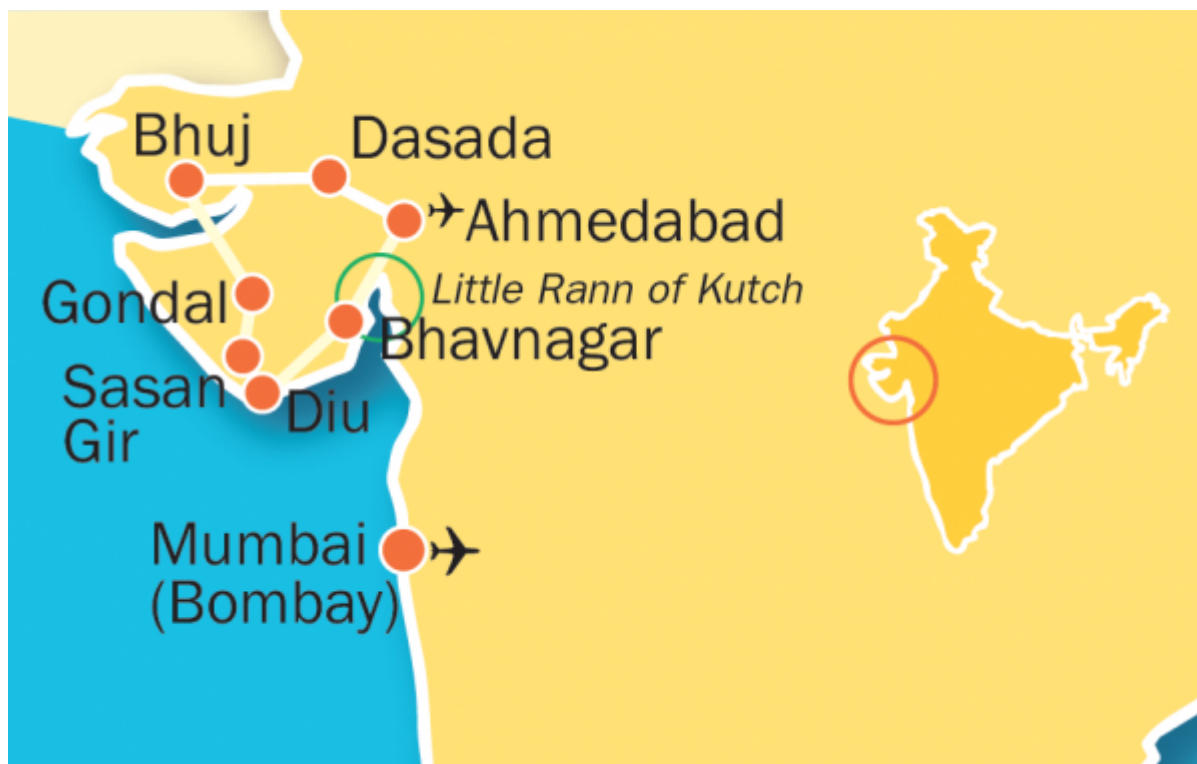 Bhuj
Dasada
Ahmedabad
Little Rann of Kutch
Gondal
Bhavnagar
Sasan
Gir
Diu
Mumbai
(Bombay)